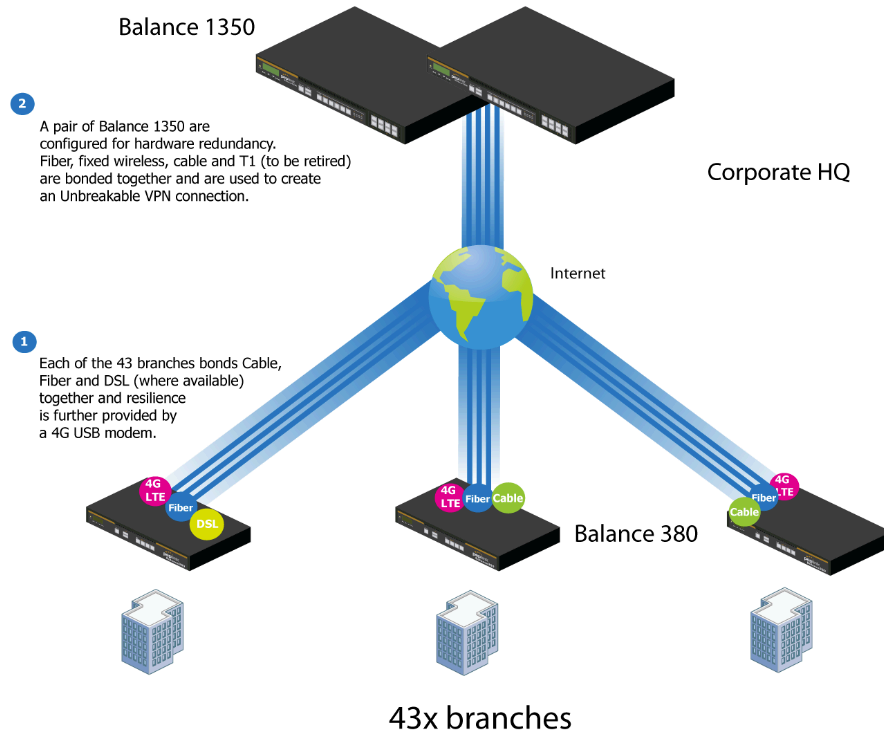 Balance 1350
2
A pair of Balance 1350 are
configured for hardware redundancy.
Fiber, fixed wireless, cable and T1 (to be retired)
are bonded together and are used to create
an Unbreakable VPN connection.
Corporate HQ
Internet
1
Each of the 43 branches bonds Cable,
Fiber and DSL (where available)
together and resilience
is further provided by
a 4G USB modem.
4G
LTE
Fiber
DSL
4G
LTE
Fiber
Cable
4G
LTE
Fiber
Cable
Balance 380
43x branches